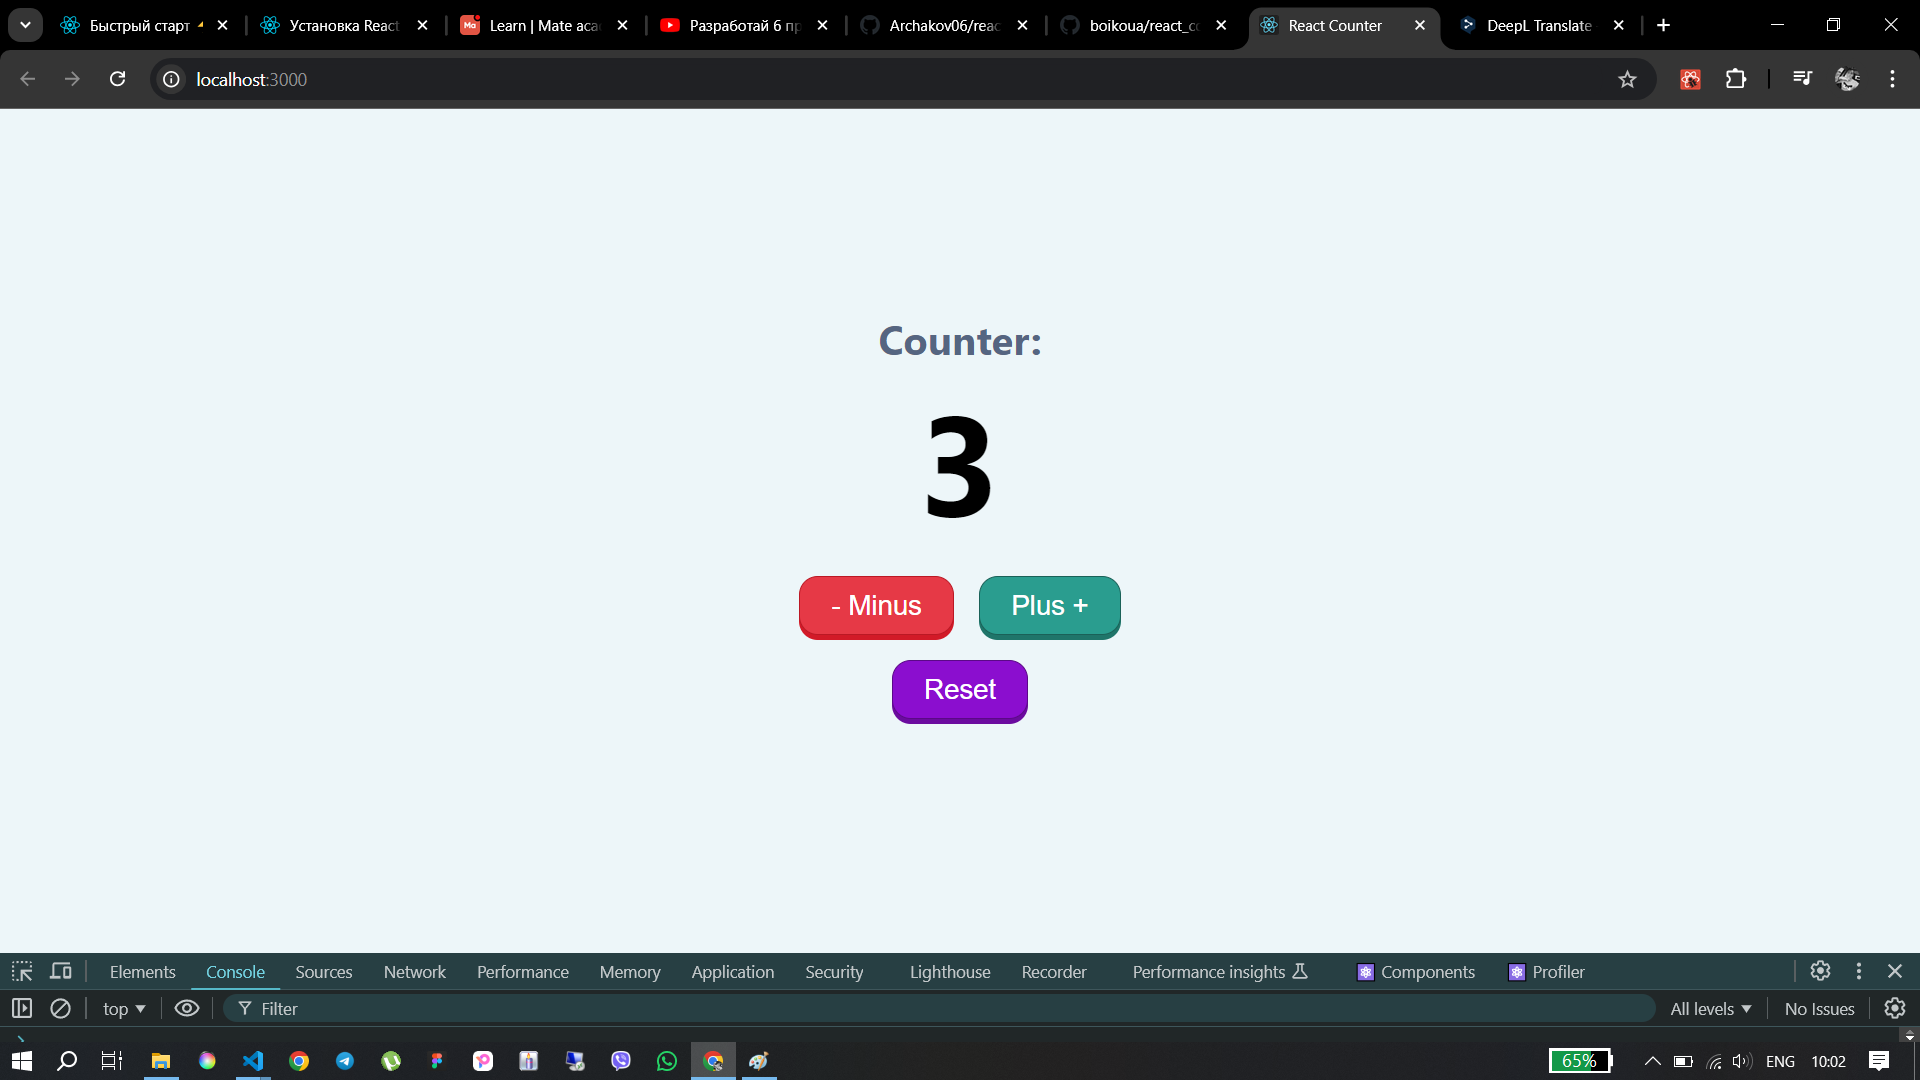 Быстрый старт
Установка React
Learn | Mate aca
Разработай 6 пр
Archakov06/reac
boikoua/react_c
React Counter
DeepL Translate
localhost:3000
Counter:
3
- Minus
Plus +
Reset
Elements
Console
Sources
Network
Performance
Memory
Application
Security
Lighthouse
Recorder
Performance insights
Components
Profiler
top
Filter
All levels
No Issues
65%
ENG
10:02